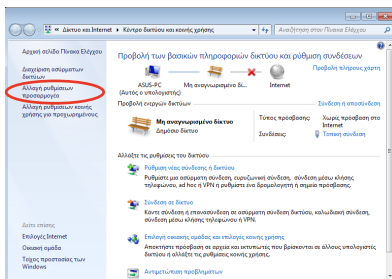 Δίκτυο και Internet ▸ Κέντρο δικτύου και κοινής χρήσης
Αναζήτηση στον Πίνακα Ελέγχου
Αρχική σελίδα Πίνακα Ελέγχου
Διαχείριση ασύρματων
δικτύων
Αλλαγή ρυθμίσεων
προσαρμογέα
Αλλαγή ρυθμίσεων κοινής
χρήσης για προχωρημένους
Δείτε επίσης
Επιλογές Internet
Οικιακή ομάδα
Τείχος προστασίας των
Windows
Προβολή των βασικών πληροφοριών δικτύου και ρύθμιση συνδέσεων
Προβολή πλήρους χάρτη
ASUS-PC
(Αυτός ο υπολογιστής)
Μη αναγνωρισμένο δί...
Internet
Προβολή ενεργών δικτύων
Σύνδεση ή αποσύνδεση
Μη αναγνωρισμένο δίκτυο
Δημόσιο δίκτυο
Τύπος πρόσβασης: Χωρίς πρόσβαση στο
Internet
Συνδέσεις: Τοπική σύνδεση
Αλλάξτε τις ρυθμίσεις του δικτύου
Ρύθμιση νέας σύνδεσης ή δικτύου
Ρυθμίστε μια ασύρματη σύνδεση, ευρυζωνική σύνδεση, σύνδεση μέσω κλήσης
τηλεφώνου, ad hoc ή VPN ή ρυθμίστε ένα δρομολογητή ή σημείο πρόσβασης.
Σύνδεση σε δίκτυο
Κάντε σύνδεση ή επανασύνδεση σε ασύρματη σύνδεση δικτύου, καλωδιακή σύνδεση,
σύνδεση μέσω κλήσης τηλεφώνου ή VPN.
Επιλογή οικιακής ομάδας και επιλογές κοινής χρήσης
Αποκτήστε πρόσβαση σε αρχεία και εκτυπωτές που βρίσκονται σε άλλους υπολογιστές
δικτύου ή αλλάξτε τις ρυθμίσεις κοινής χρήσης.
Αντιμετώπιση προβλημάτων